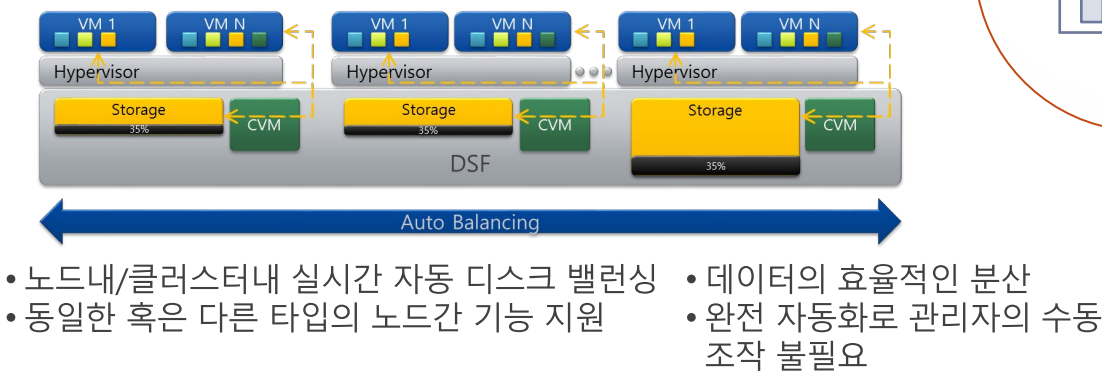 VM 1
VM N
VM 1
VM N
VM 1
VM N
Hypervisor
Hypervisor
Hypervisor
Storage
35%
CVM
Storage
35%
CVM
Storage
35%
CVM
DSF
Auto Balancing
• 노드내/클러스터내 실시간 자동 디스크 밸런싱
• 동일한 혹은 다른 타입의 노드간 기능 지원
• 데이터의 효율적인 분산
• 완전 자동화로 관리자의 수동
조작 불필요